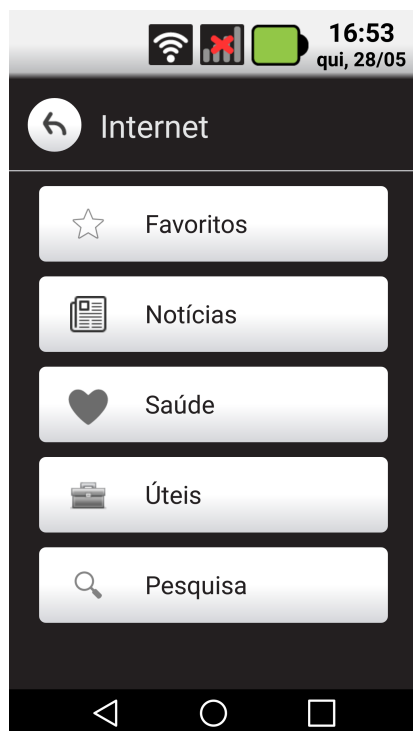 16:53
qui, 28/05
Internet
Favoritos
Notícias
Saúde
Úteis
Pesquisa